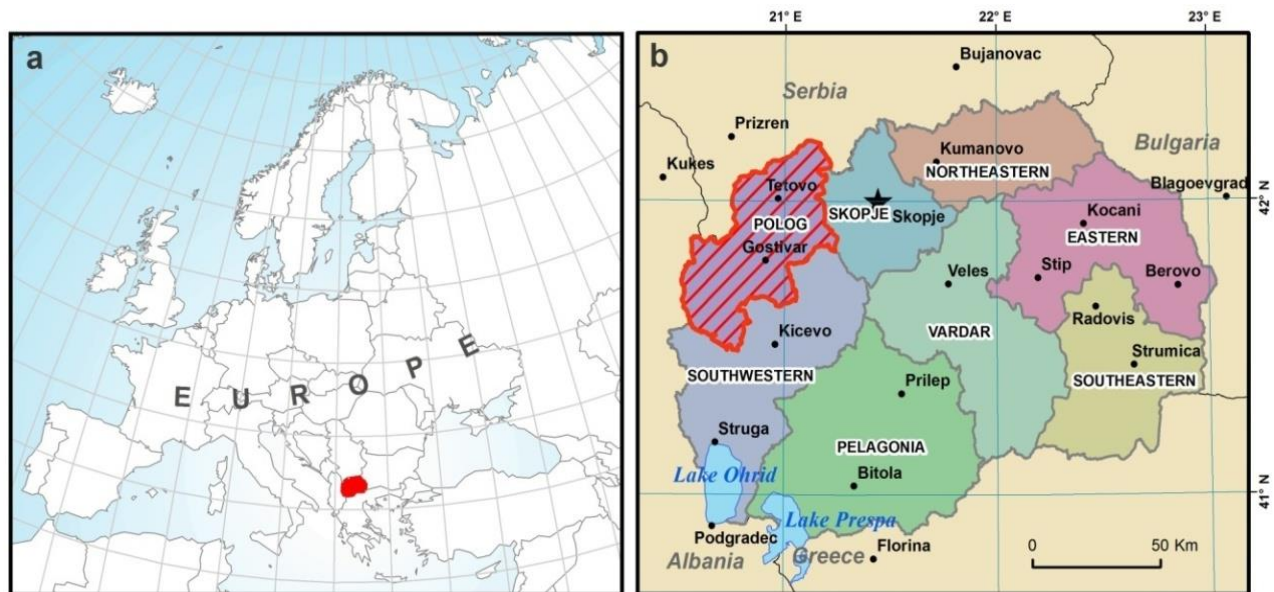 a
E U R O P E
21° E
22° E
23° E
b
Bujanovac
Serbia
Prizren
Kukes
Kumanovo
NORTHEASTERN
Bulgaria
Blagoevgrad
42° N
Tetovo
POLOG
Gostivar
SKOPJE
Skopje
Kocani
EASTERN
Stip
Berovo
Veles
VARDAR
Radovis
Strumica
SOUTHEASTERN
Kicevo
SOUTHWESTERN
Prilep
PELAGONIA
Bitola
Struga
Lake Ohrid
Lake Prespa
41° N
Podgradec
Albania
Greece
Florina
0 50 Km